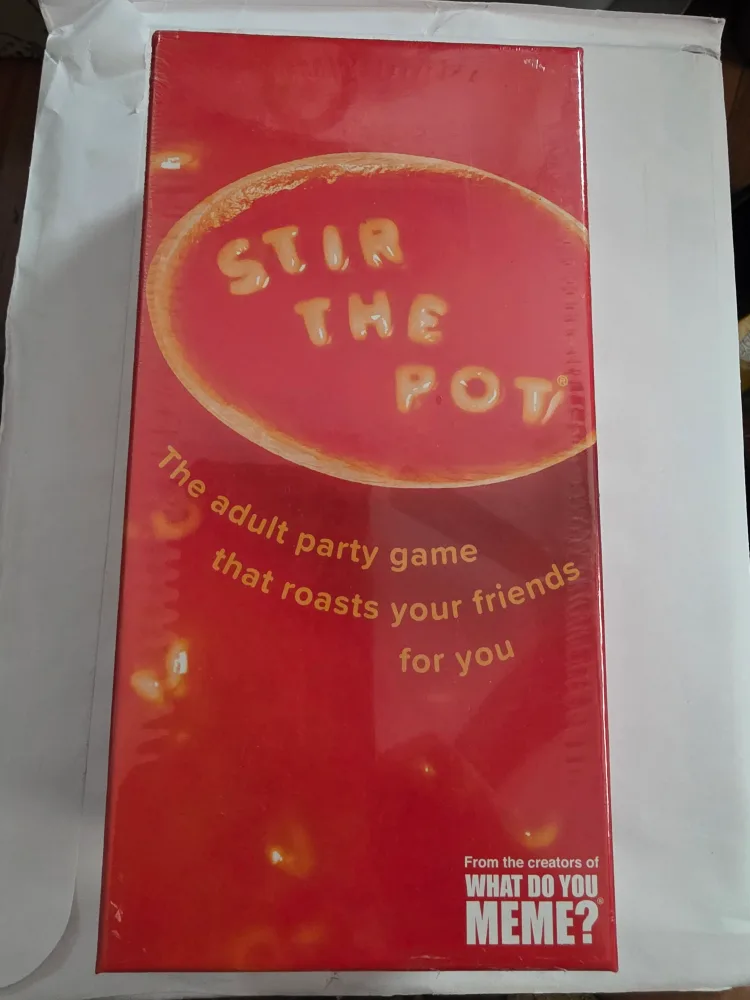 STIR
THE
POT®
The adult party game
that roasts your friends
for you
From the creators of
WHAT DO YOU
MEME?®